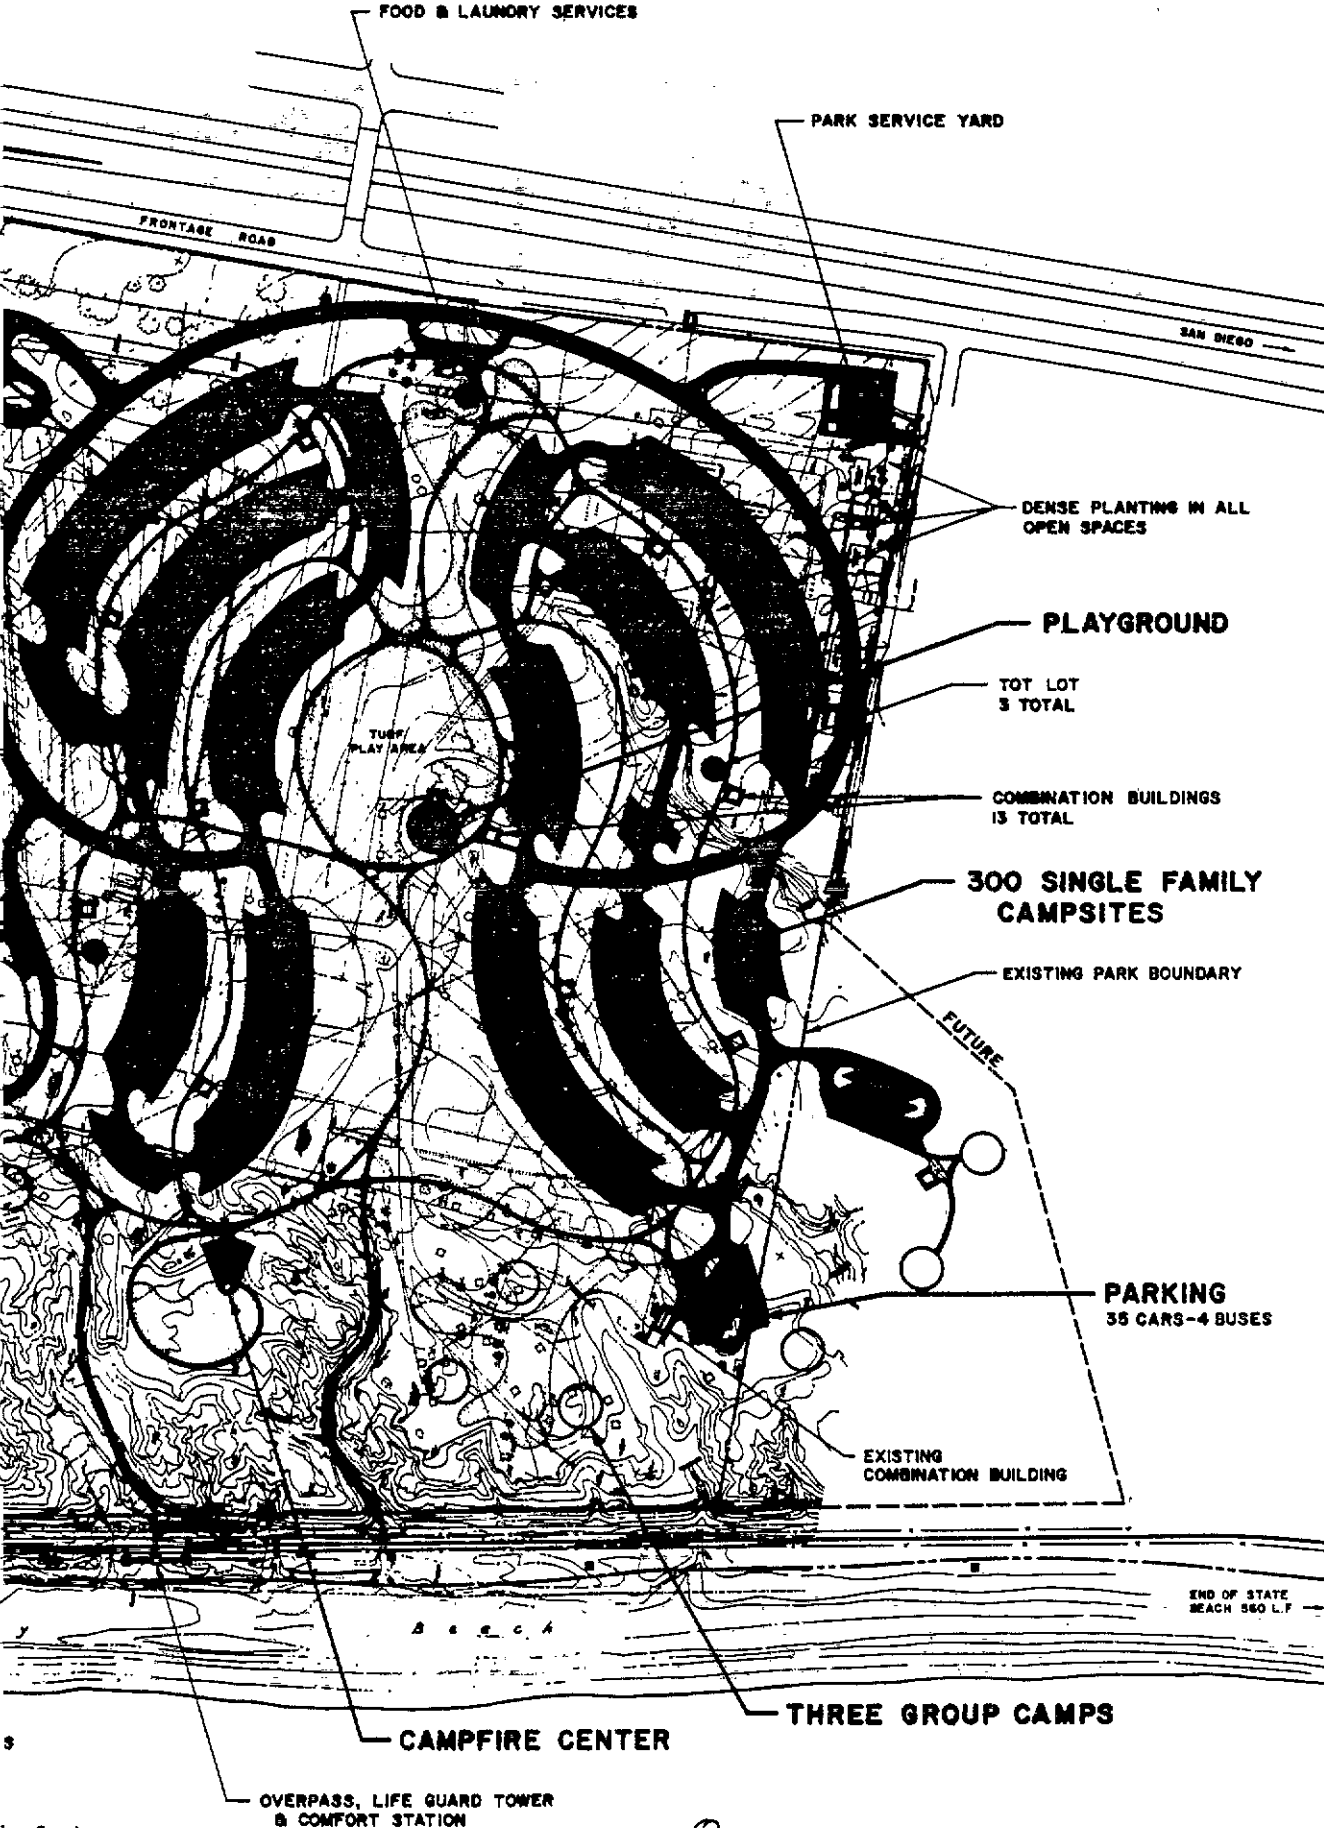 FOOD & LAUNDRY SERVICES
PARK SERVICE YARD
FRONTAGE ROAD
SAN DIEGO
DENSE PLANTING IN ALL
OPEN SPACES
PLAYGROUND
TOT LOT
3 TOTAL
TURF
PLAY AREA
COMBINATION BUILDINGS
13 TOTAL
300 SINGLE FAMILY
CAMPSITES
EXISTING PARK BOUNDARY
FUTURE
PARKING
35 CARS-4 BUSES
EXISTING
COMBINATION BUILDING
END OF STATE
BEACH 560 L.F
y
Beach
THREE GROUP CAMPS
CAMPFIRE CENTER
S
OVERPASS, LIFE GUARD TOWER
& COMFORT STATION